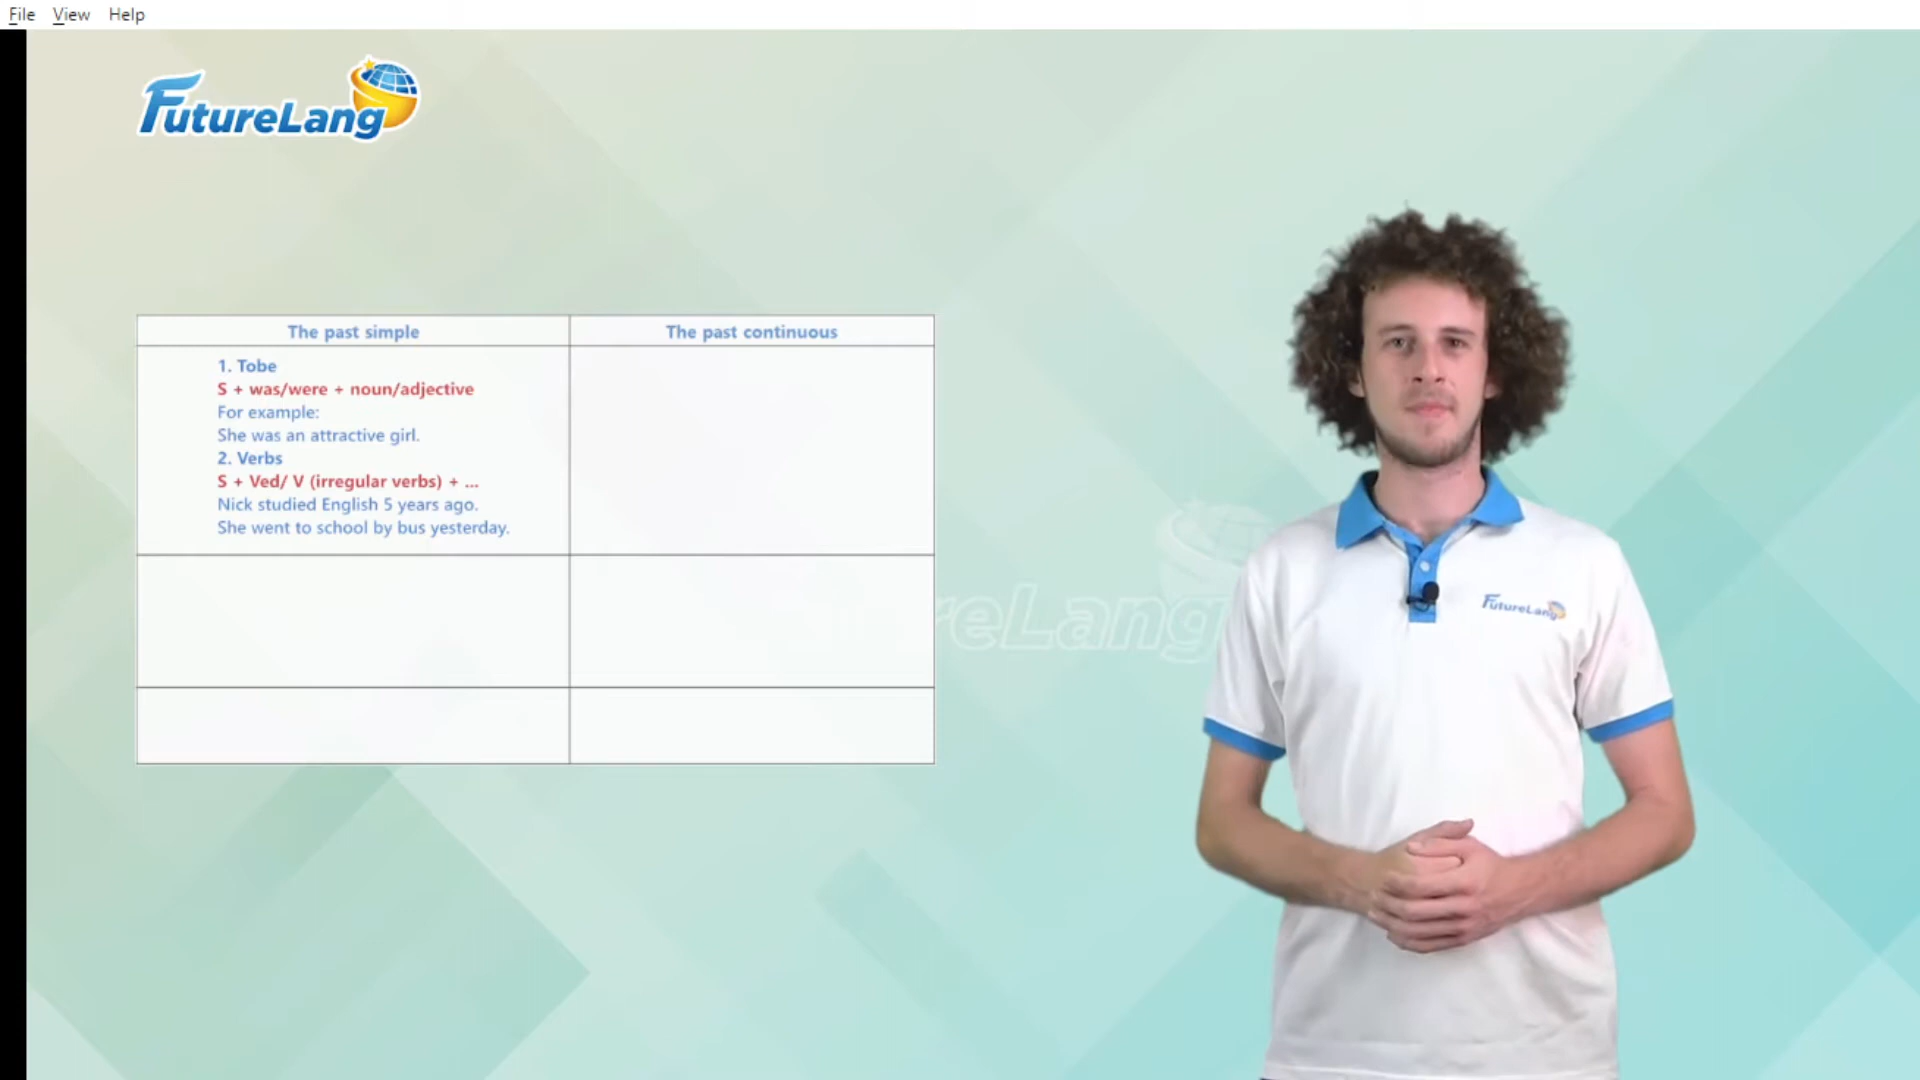 File View Help
FutureLang
The past simple
The past continuous
1. Tobe
S + was/were + noun/adjective
For example:
She was an attractive girl.
2. Verbs
S + Ved/ V (irregular verbs) + ...
Nick studied English 5 years ago.
She went to school by bus yesterday.
reLang
FutureLang